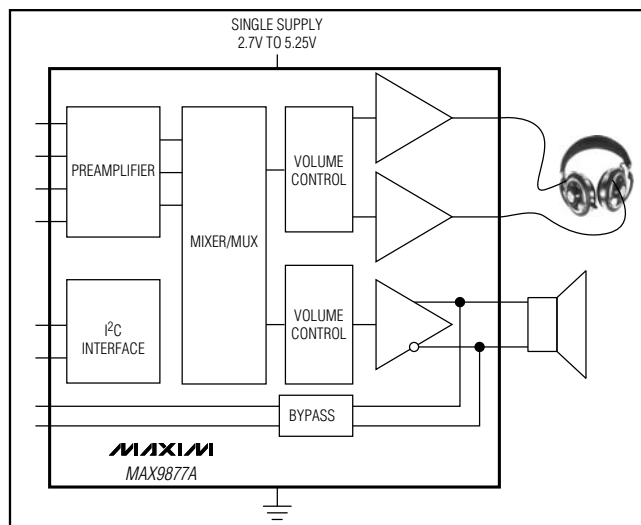 SINGLE SUPPLY
2.7V TO 5.25V
PREAMPLIFIER
MIXER/MUX
VOLUME
CONTROL
I²C
INTERFACE
VOLUME
CONTROL
BYPASS
MAXIM
MAX9877A